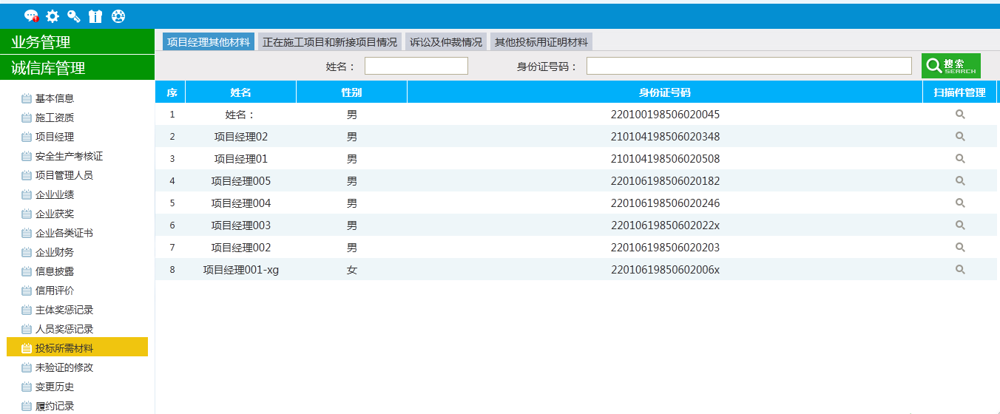 业务管理
诚信库管理
基本信息
施工资质
项目经理
安全生产考核证
项目管理人员
企业业绩
企业获奖
企业各类证书
企业财务
信息披露
信用评价
主体奖惩记录
人员奖惩记录
投标所需材料
未验证的修改
变更历史
履约记录
项目经理其他材料 正在施工项目和新接项目情况 诉讼及仲裁情况 其他投标用证明材料
姓名： 身份证号码： 搜索 SEARCH
序 姓名 性别 身份证号码 扫描件管理
1 姓名： 男 220100198506020045
2 项目经理02 男 210104198506020348
3 项目经理01 男 210104198506020508
4 项目经理005 男 220106198506020182
5 项目经理004 男 220106198506020246
6 项目经理003 男 22010619850602022x
7 项目经理002 男 220106198506020203
8 项目经理001-xg 女 22010619850602006x